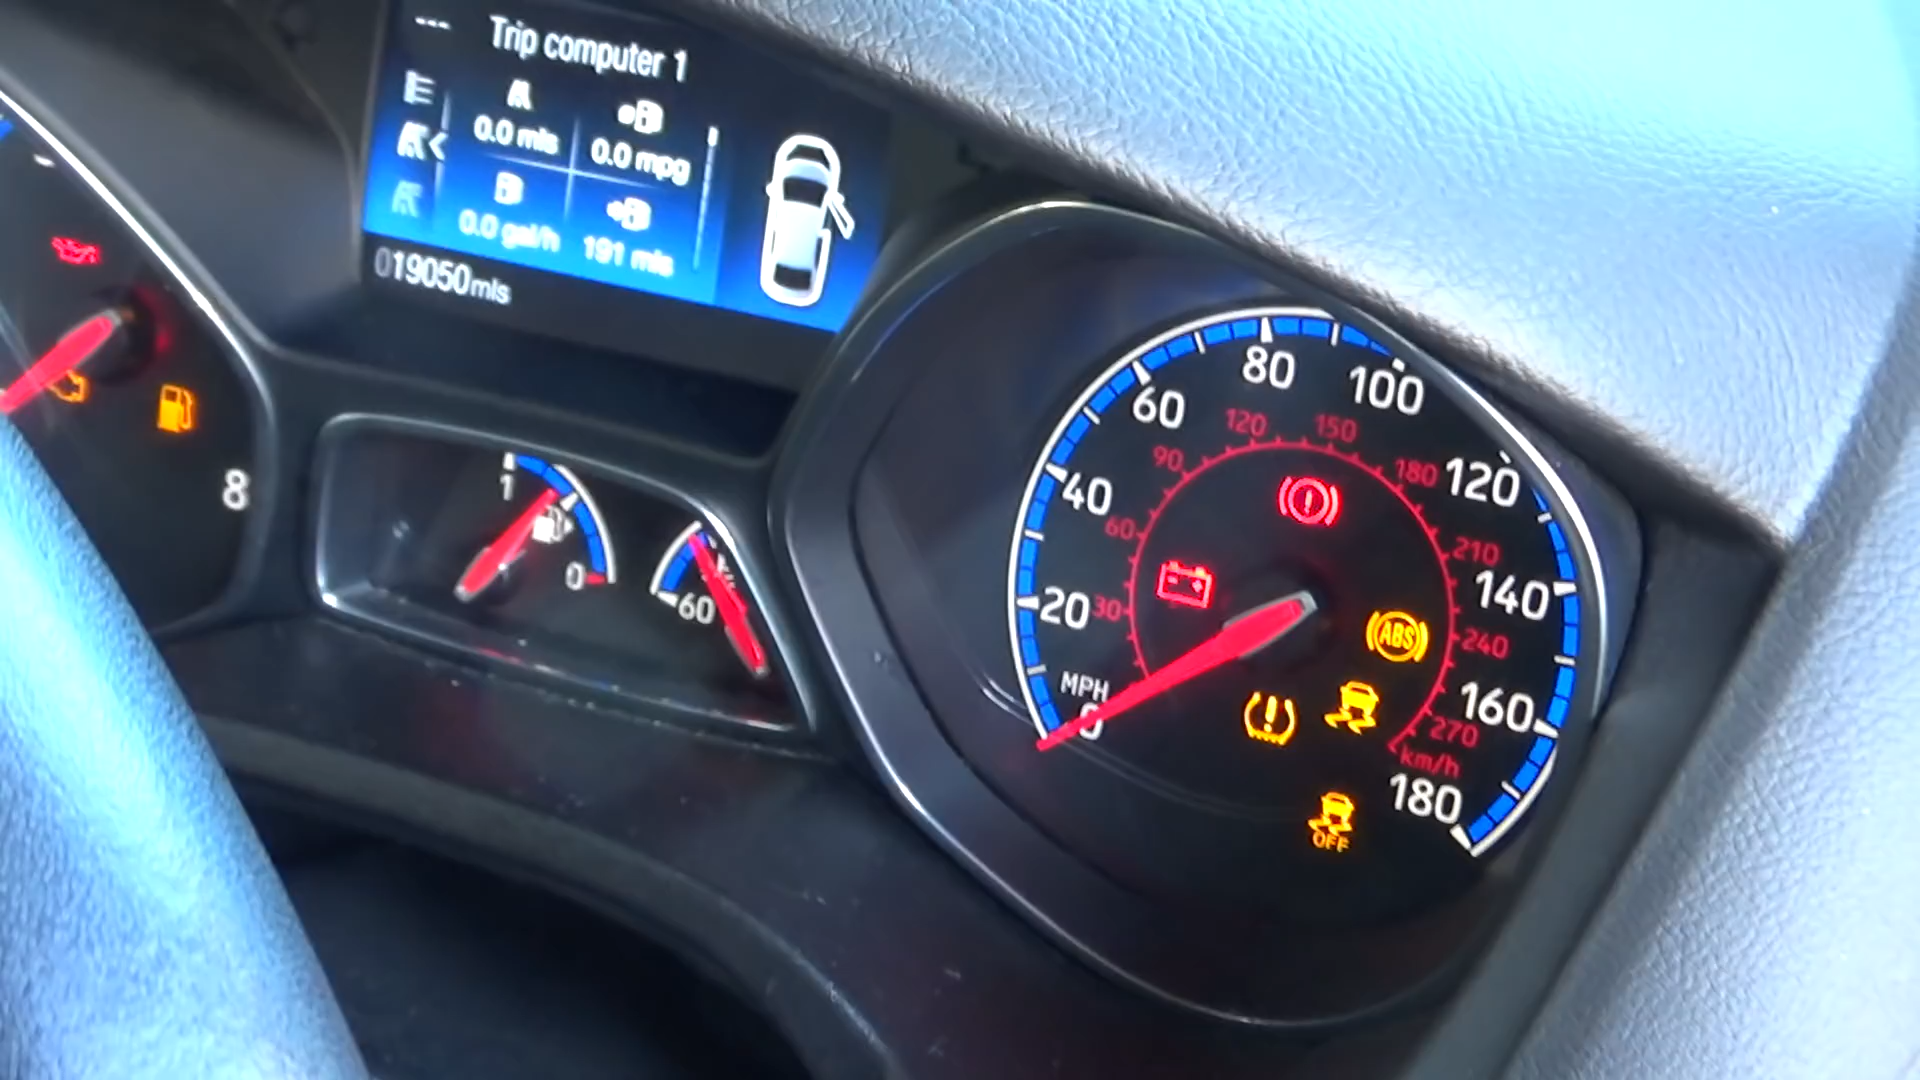 Trip computer 1
0.0 mls
0.0 mpg
0.0 gal/h
191 mls
019050mls
8
1
0
60
MPH
0
20
40
60
80
100
120
140
160
180
30
60
90
120
150
180
210
240
270
km/h
ABS
OFF